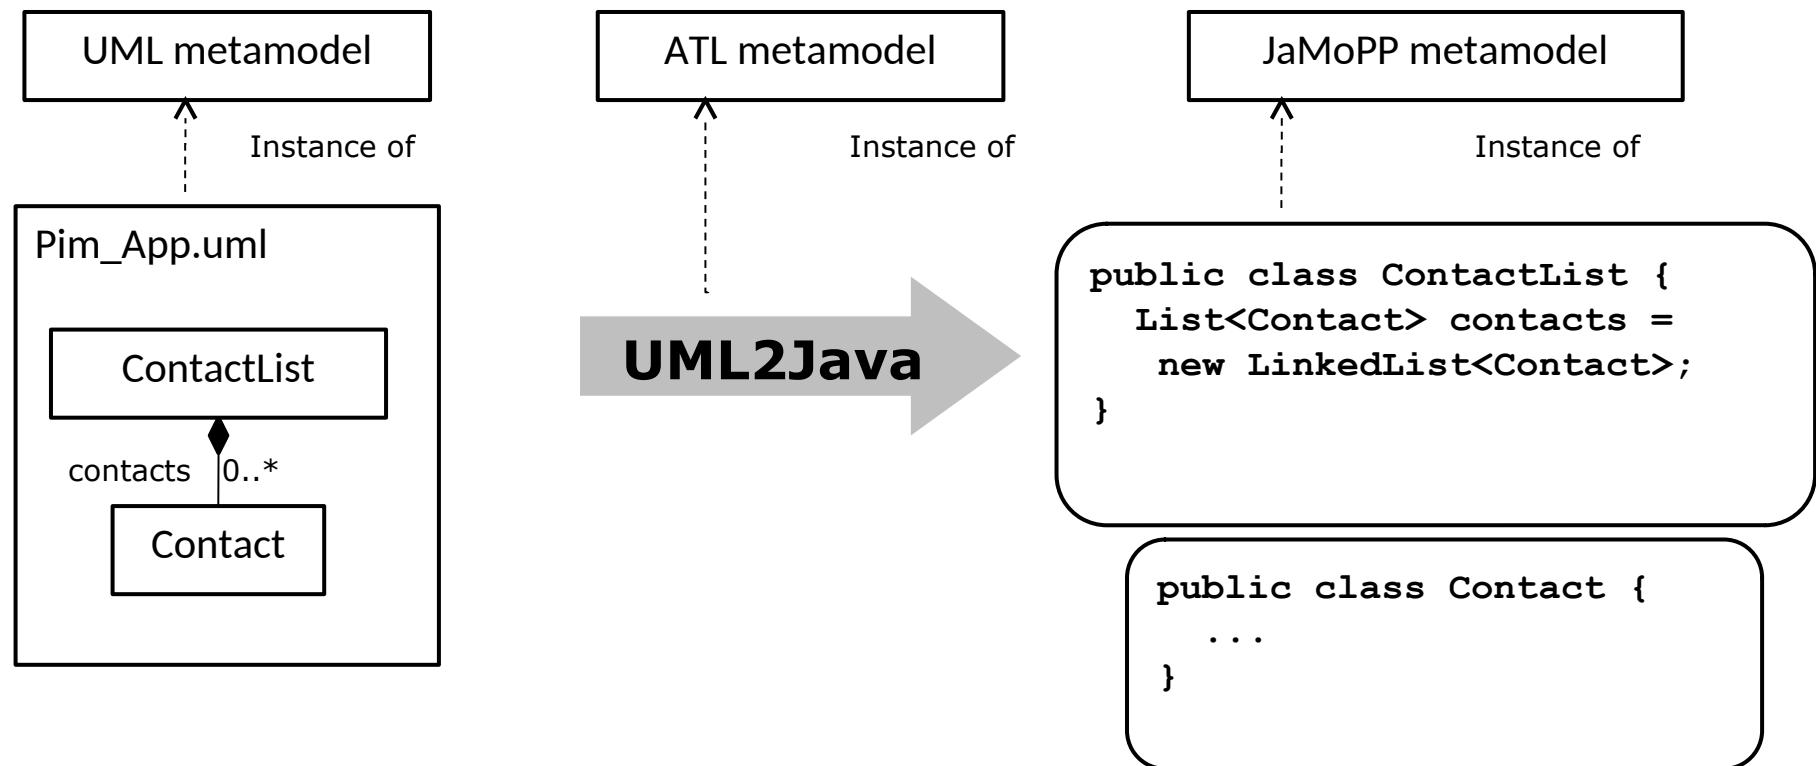 UML metamodel
ATL metamodel
JaMoPP metamodel
Instance of
Instance of
Instance of
Pim_App.uml
ContactList
contacts
0..*
Contact
UML2Java
public class ContactList {
List<Contact> contacts =
new LinkedList<Contact>;
}
public class Contact {
...
}